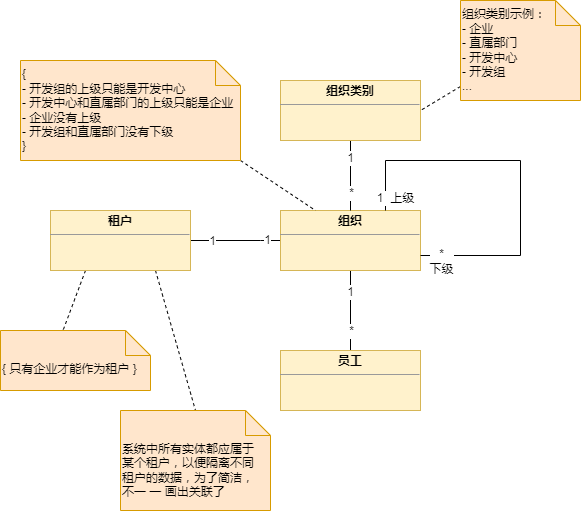 组织类别示例：
- 企业
- 直属部门
- 开发中心
- 开发组
...
{
- 开发组的上级只能是开发中心
- 开发中心和直属部门的上级只能是企业
- 企业没有上级
- 开发组和直属部门没有下级
}
组织类别
1
*
1 上级
租户
1
1
组织
*
下级
1
*
员工
{ 只有企业才能作为租户 }
系统中所有实体都应属于
某个租户，以便隔离不同
租户的数据，为了简洁，
不一 一 画出关联了